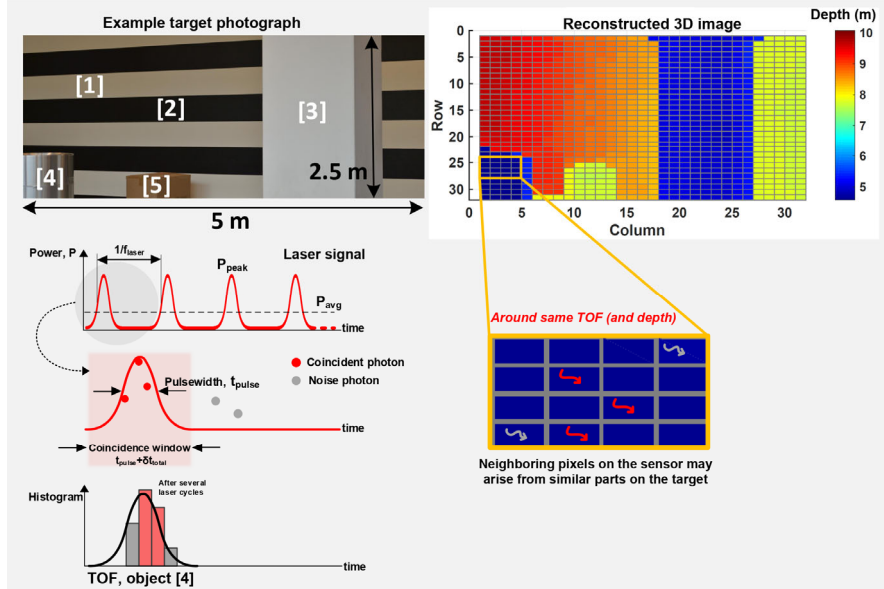 Example target photograph
[1]
[2]
[3]
[4]
[5]
2.5 m
5 m
Reconstructed 3D image
Depth (m)
0
5
10
15
20
25
30
Row
0
5
10
15
20
25
30
Column
10
9
8
7
6
5
Power, P
1/flaser
Laser signal
Ppeak
Pavg
time
Coincident photon
Noise photon
Pulsewidth, tpulse
time
Coincidence window
tpulse+δttotal
Histogram
After several
laser cycles
time
TOF, object [4]
Around same TOF (and depth)
Neighboring pixels on the sensor may
arise from similar parts on the target